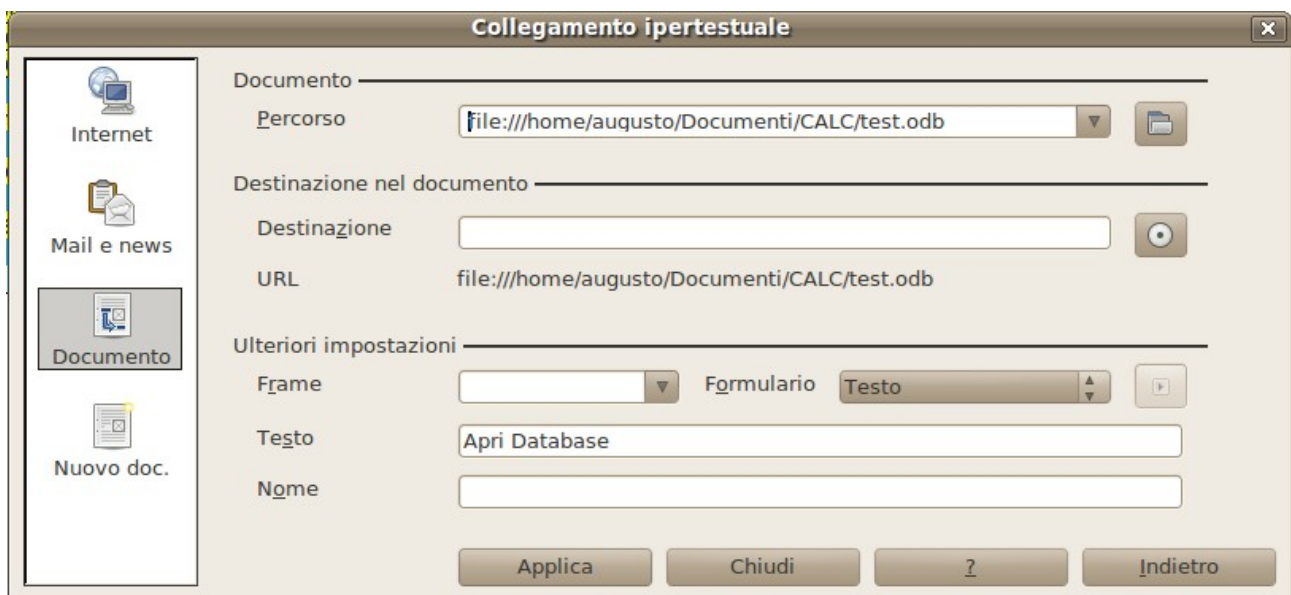 Collegamento ipertestuale
Internet
Mail e news
Documento
Nuovo doc.
Documento
Percorso file:///home/augusto/Documenti/CALC/test.odb
Destinazione nel documento
Destinazione
URL file:///home/augusto/Documenti/CALC/test.odb
Ulteriori impostazioni
Frame Formulario Testo
Testo Apri Database
Nome
Applica Chiudi ? Indietro